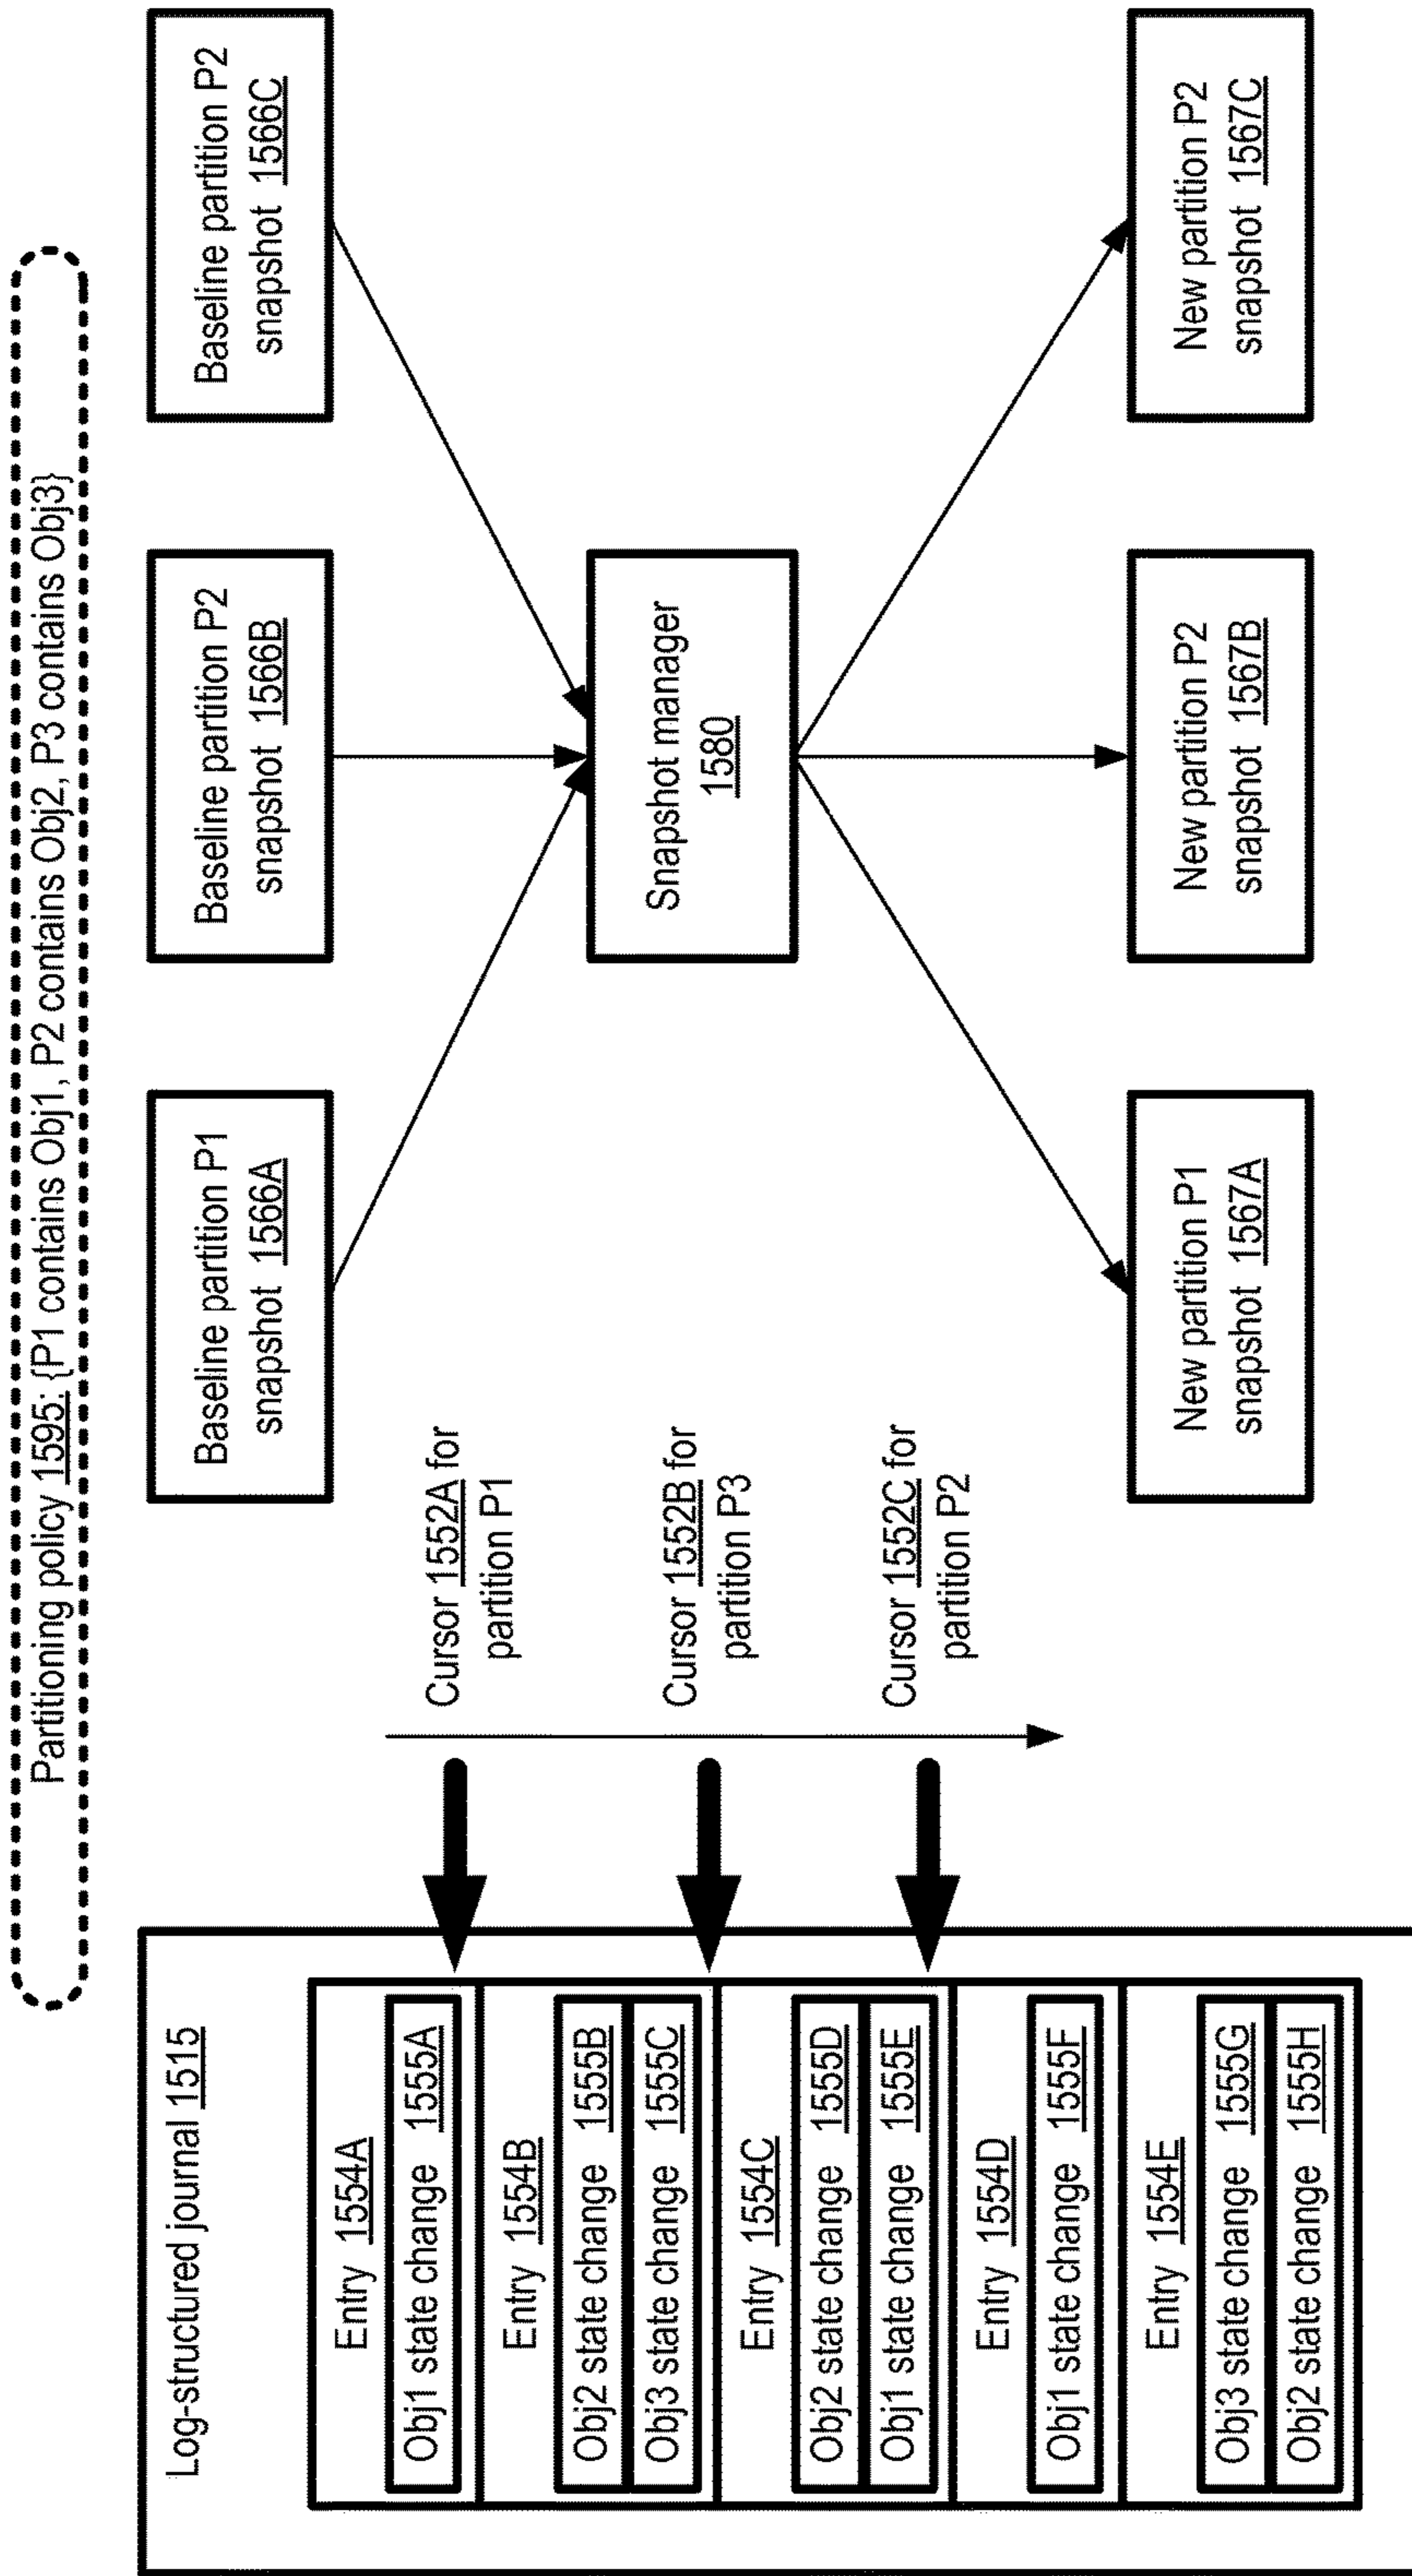 Partitioning policy 1595: {P1 contains Obj1, P2 contains Obj2, P3 contains Obj3}
Log-structured journal 1515
Entry 1554A
Obj1 state change 1555A
Entry 1554B
Obj2 state change 1555B
Obj3 state change 1555C
Entry 1554C
Obj2 state change 1555D
Obj1 state change 1555E
Entry 1554D
Obj1 state change 1555F
Entry 1554E
Obj3 state change 1555G
Obj2 state change 1555H
Cursor 1552A for
partition P1
Cursor 1552B for
partition P3
Cursor 1552C for
partition P2
Baseline partition P1
snapshot 1566A
Baseline partition P2
snapshot 1566B
Baseline partition P2
snapshot 1566C
Snapshot manager
1580
New partition P1
snapshot 1567A
New partition P2
snapshot 1567B
New partition P2
snapshot 1567C